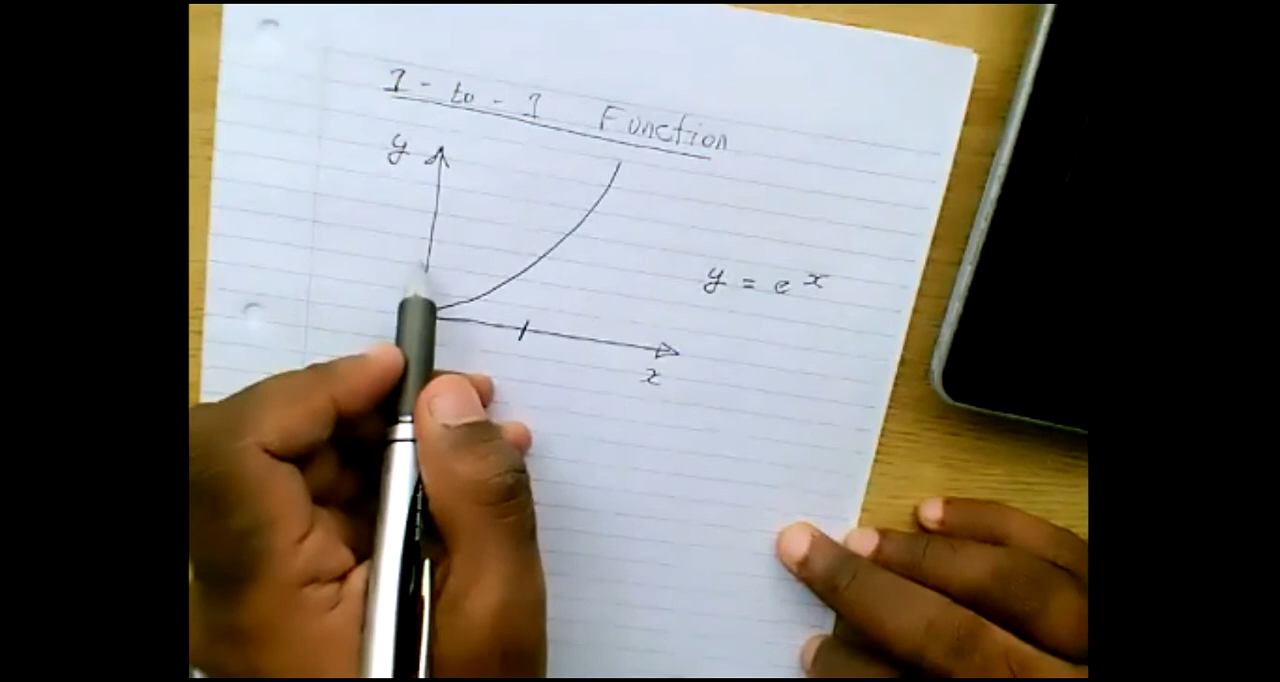 1 - to - 1 Function
y
y = e^x
x